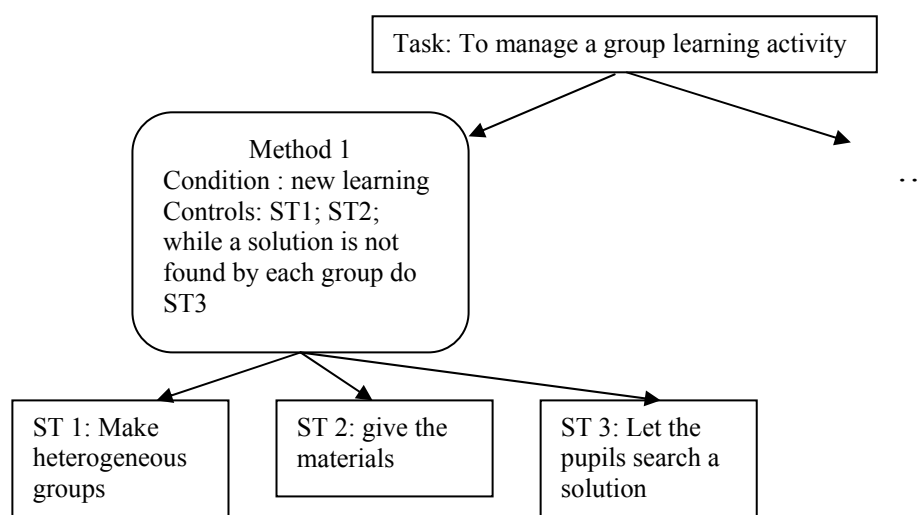 Task: To manage a group learning activity
Method 1
Condition : new learning
Controls: ST1; ST2;
while a solution is not
found by each group do
ST3
..
ST 1: Make
heterogeneous
groups
ST 2: give the
materials
ST 3: Let the
pupils search a
solution